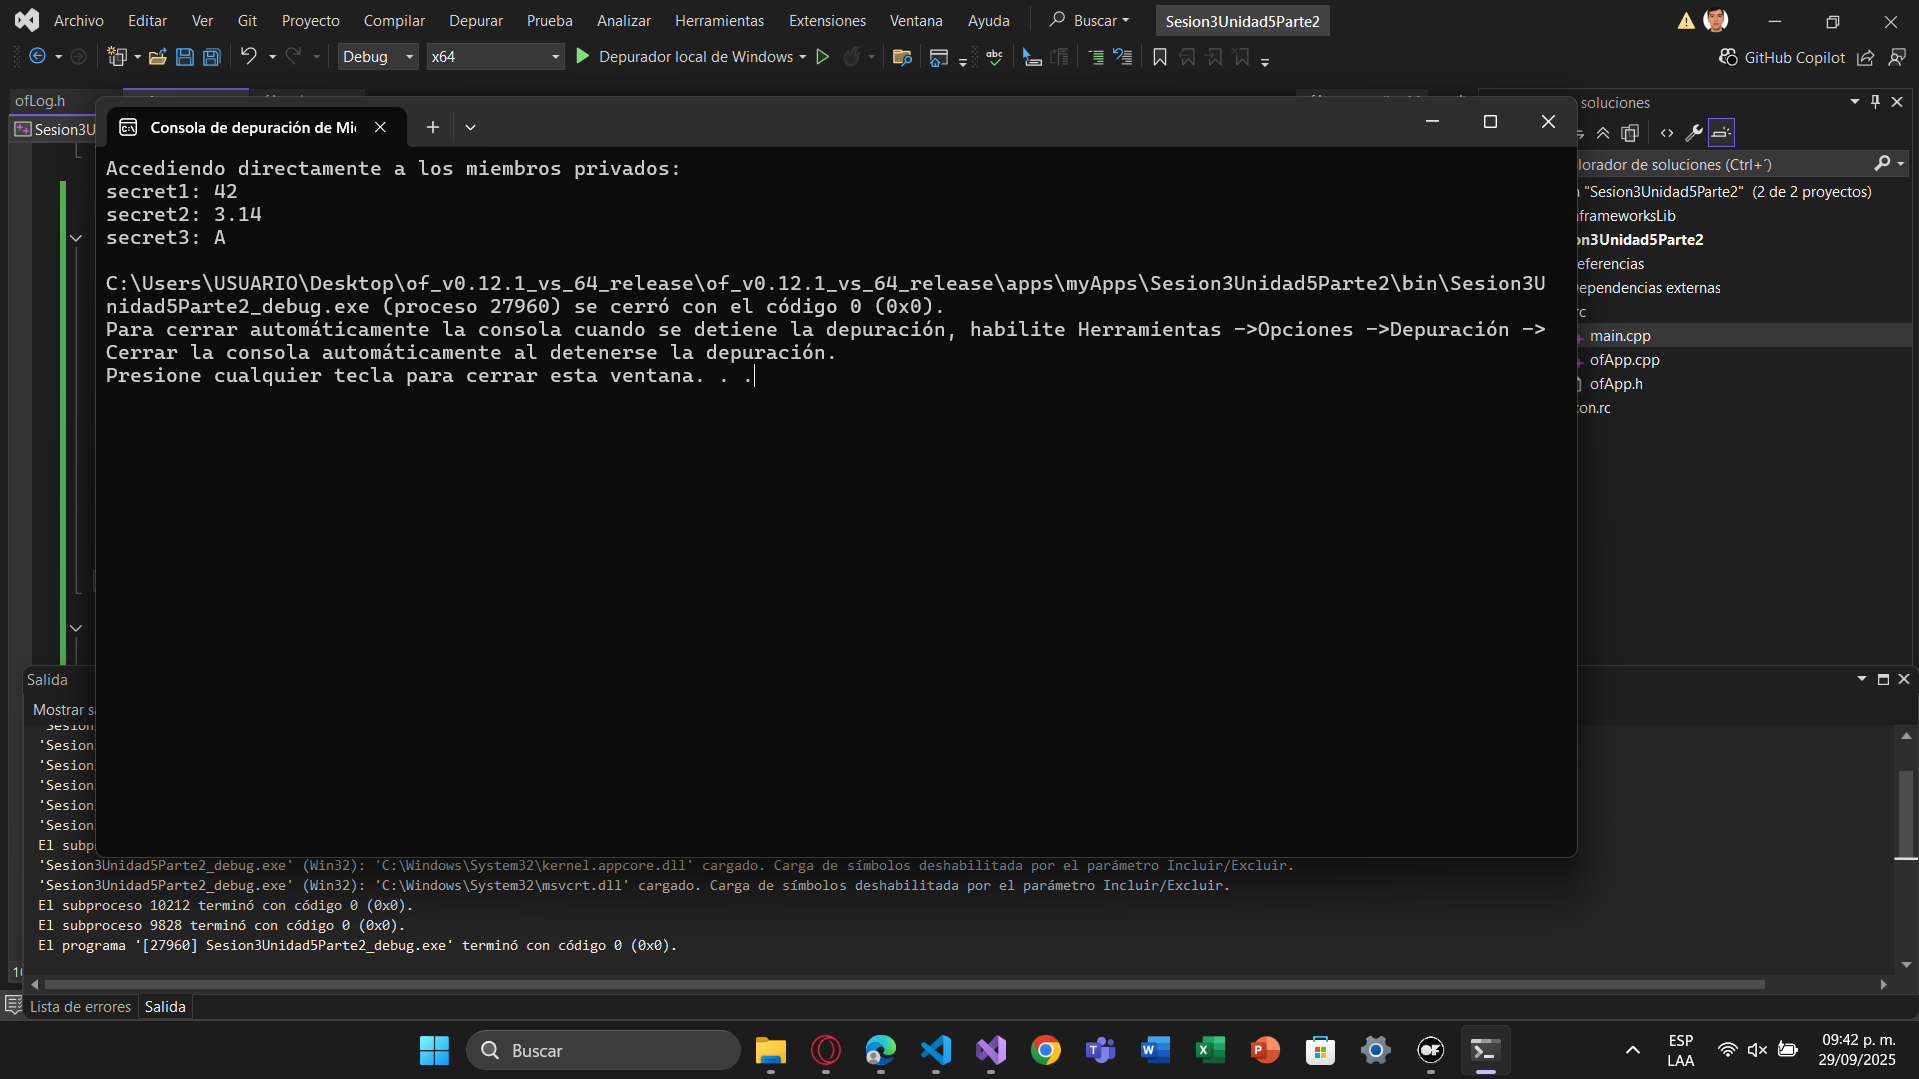 Archivo Editar Ver Git Proyecto Compilar Depurar Prueba Analizar Herramientas Extensiones Ventana Ayuda Buscar Sesion3Unidad5Parte2
Debug x64 Depurador local de Windows abc GitHub Copilot
ofLog.h
soluciones
Sesion3U
Consola de depuración de Mi
Accediendo directamente a los miembros privados:
secret1: 42
secret2: 3.14
secret3: A
C:\Users\USUARIO\Desktop\of_v0.12.1_vs_64_release\of_v0.12.1_vs_64_release\apps\myApps\Sesion3Unidad5Parte2\bin\Sesion3U
nidad5Parte2_debug.exe (proceso 27960) se cerró con el código 0 (0x0).
Para cerrar automáticamente la consola cuando se detiene la depuración, habilite Herramientas ->Opciones ->Depuración ->
Cerrar la consola automáticamente al detenerse la depuración.
Presione cualquier tecla para cerrar esta ventana. . .
lorador de soluciones (Ctrl+´)
"Sesion3Unidad5Parte2" (2 de 2 proyectos)
frameworksLib
on3Unidad5Parte2
eferencias
ependencias externas
rc
main.cpp
ofApp.cpp
ofApp.h
con.rc
Salida
Mostrar sa
'Sesion
'Sesion
'Sesion
'Sesion
'Sesion
'Sesion
El subp
'Sesion3Unidad5Parte2_debug.exe' (Win32): 'C:\Windows\System32\kernel.appcore.dll' cargado. Carga de símbolos deshabilitada por el parámetro Incluir/Excluir.
'Sesion3Unidad5Parte2_debug.exe' (Win32): 'C:\Windows\System32\msvcrt.dll' cargado. Carga de símbolos deshabilitada por el parámetro Incluir/Excluir.
El subproceso 10212 terminó con código 0 (0x0).
El subproceso 9828 terminó con código 0 (0x0).
El programa '[27960] Sesion3Unidad5Parte2_debug.exe' terminó con código 0 (0x0).
Lista de errores Salida
Buscar
ESP
LAA
09:42 p. m.
29/09/2025